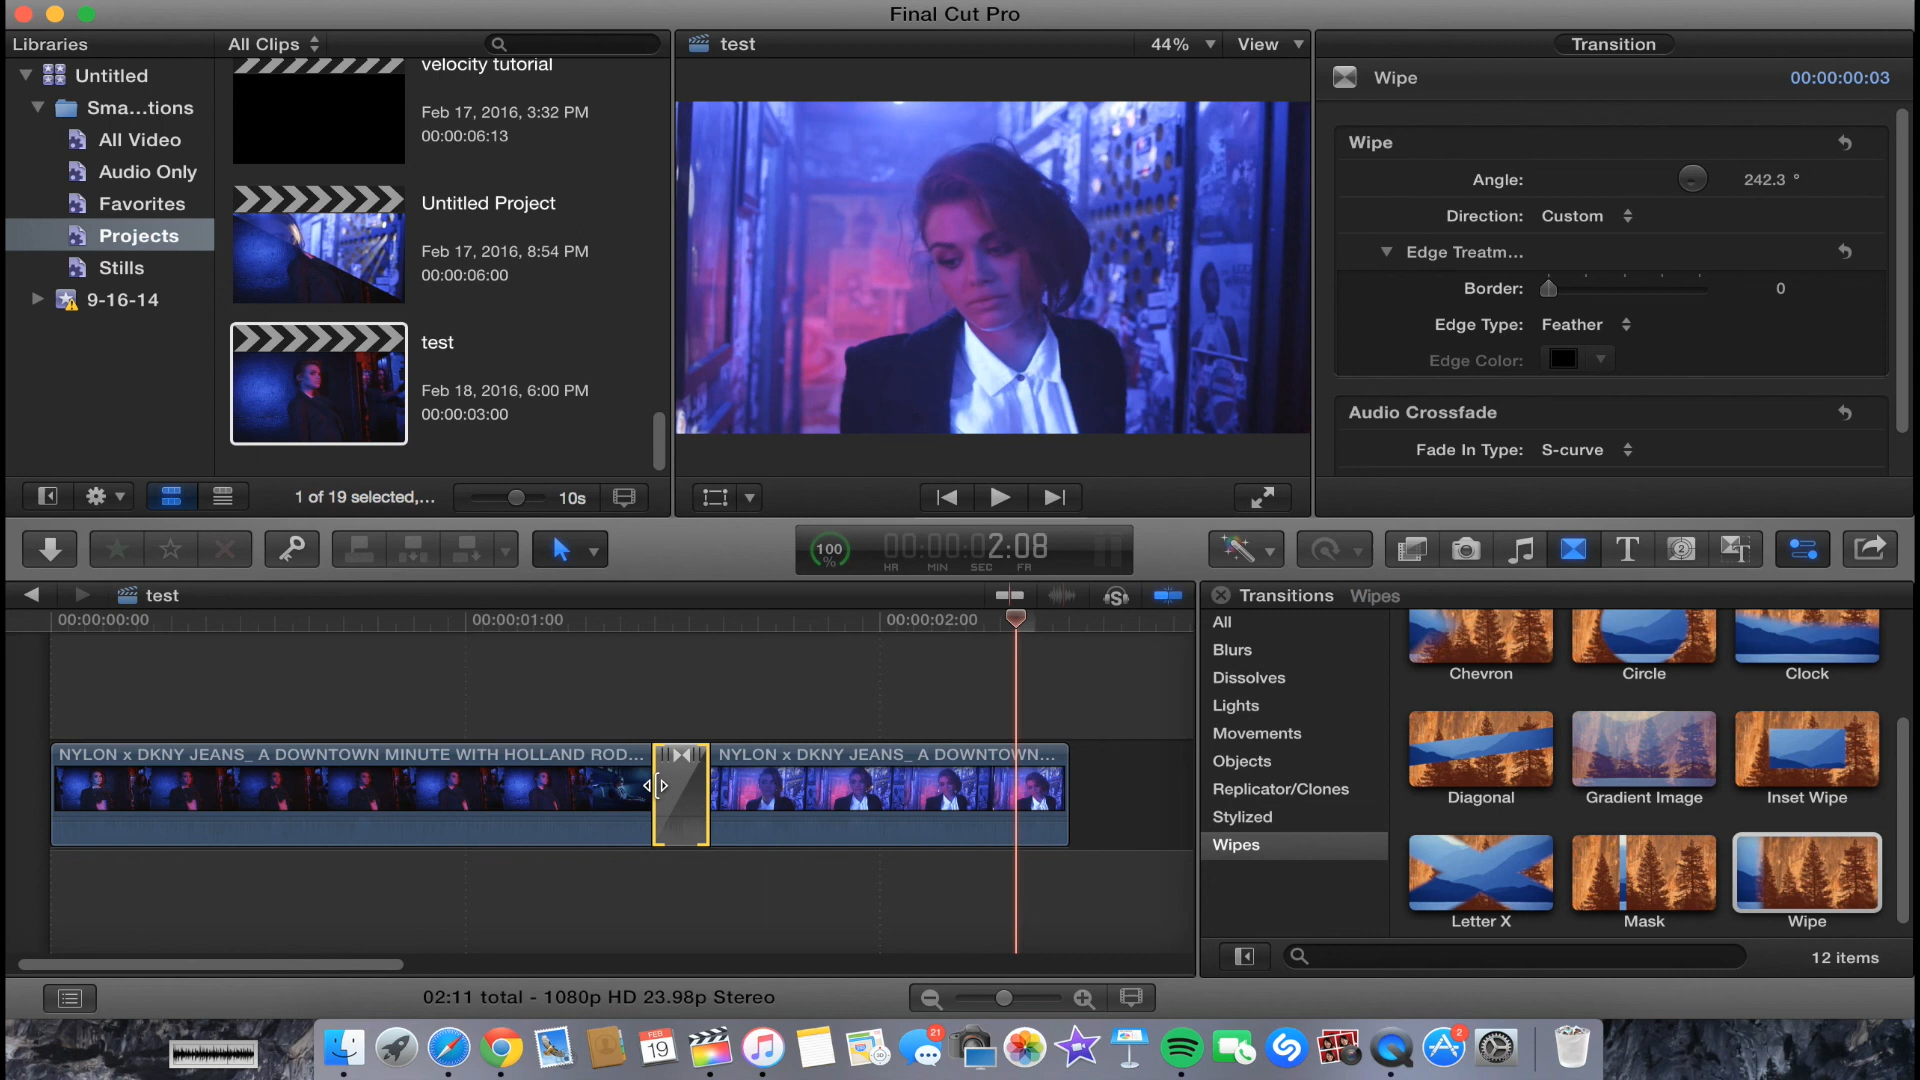 Final Cut Pro
Libraries
All Clips
test
44%
View
Transition
Untitled
Sma...tions
All Video
Audio Only
Favorites
Projects
Stills
9-16-14
velocity tutorial
Feb 17, 2016, 3:32 PM
00:00:06:13
Untitled Project
Feb 17, 2016, 8:54 PM
00:00:06:00
test
Feb 18, 2016, 6:00 PM
00:00:03:00
Wipe
00:00:00:03
Wipe
Angle:
242.3 °
Direction: Custom
Edge Treatm...
Border:
0
Edge Type: Feather
Edge Color:
Audio Crossfade
Fade In Type: S-curve
1 of 19 selected,...
10s
100
%
00:00:02:08
HR MIN SEC FR
test
00:00:00:00
00:00:01:00
00:00:02:00
NYLON x DKNY JEANS_ A DOWNTOWN MINUTE WITH HOLLAND ROD...
NYLON x DKNY JEANS_ A DOWNTOWN...
Transitions Wipes
All
Blurs
Dissolves
Lights
Movements
Objects
Replicator/Clones
Stylized
Wipes
Chevron
Circle
Clock
Diagonal
Gradient Image
Inset Wipe
Letter X
Mask
Wipe
12 items
02:11 total - 1080p HD 23.98p Stereo
FEB
19
3D
21
2